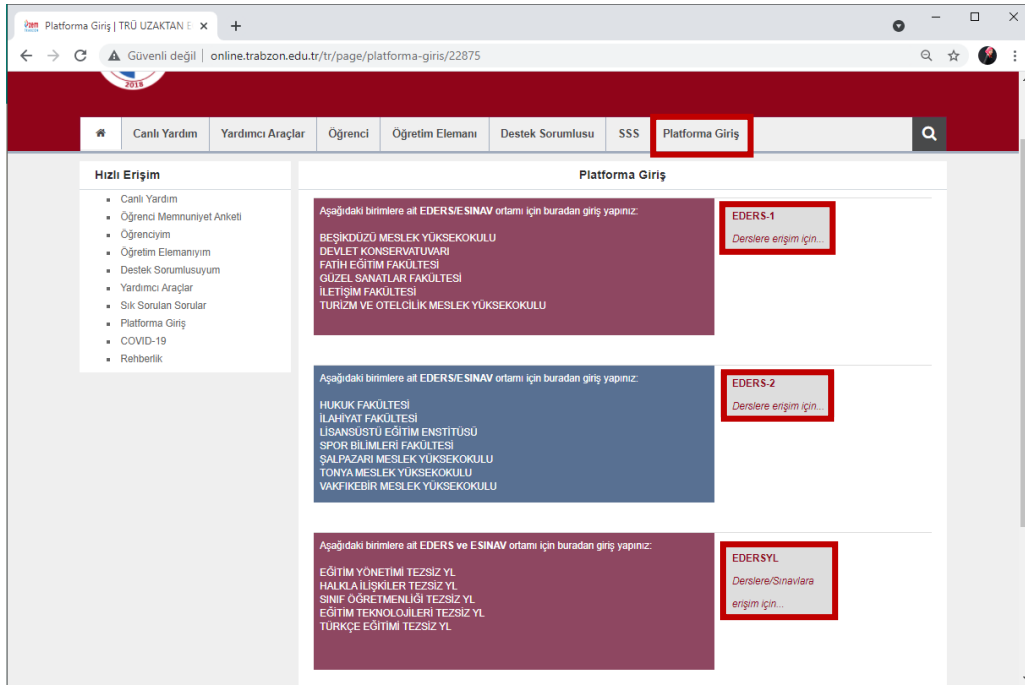 Platforma Giriş | TRÜ UZAKTAN E
Güvenli değil | online.trabzon.edu.tr/tr/page/platforma-giris/22875
2018
Canlı Yardım
Yardımcı Araçlar
Öğrenci
Öğretim Elemanı
Destek Sorumlusu
SSS
Platforma Giriş
Hızlı Erişim
Canlı Yardım
Öğrenci Memnuniyet Anketi
Öğrenciyim
Öğretim Elemanıyım
Destek Sorumlusuyum
Yardımcı Araçlar
Sık Sorulan Sorular
Platforma Giriş
COVID-19
Rehberlik
Platforma Giriş
Aşağıdaki birimlere ait EDERS/ESINAV ortamı için buradan giriş yapınız:
BEŞİKDÜZÜ MESLEK YÜKSEKOKULU
DEVLET KONSERVATUVARI
FATİH EĞİTİM FAKÜLTESİ
GÜZEL SANATLAR FAKÜLTESİ
İLETİŞİM FAKÜLTESİ
TURİZM VE OTELCİLİK MESLEK YÜKSEKOKULU
EDERS-1
Derslere erişim için...
Aşağıdaki birimlere ait EDERS/ESINAV ortamı için buradan giriş yapınız:
HUKUK FAKÜLTESİ
İLAHİYAT FAKÜLTESİ
LİSANSÜSTÜ EĞİTİM ENSTİTÜSÜ
SPOR BİLİMLERİ FAKÜLTESİ
ŞALPAZARI MESLEK YÜKSEKOKULU
TONYA MESLEK YÜKSEKOKULU
VAKFIKEBİR MESLEK YÜKSEKOKULU
EDERS-2
Derslere erişim için...
Aşağıdaki birimlere ait EDERS ve ESINAV ortamı için buradan giriş yapınız:
EĞİTİM YÖNETİMİ TEZSİZ YL
HALKLA İLİŞKİLER TEZSİZ YL
SINIF ÖĞRETMENLİĞİ TEZSİZ YL
EĞİTİM TEKNOLOJİLERİ TEZSİZ YL
TÜRKÇE EĞİTİMİ TEZSİZ YL
EDERSYL
Derslere/Sınavlara
erişim için...